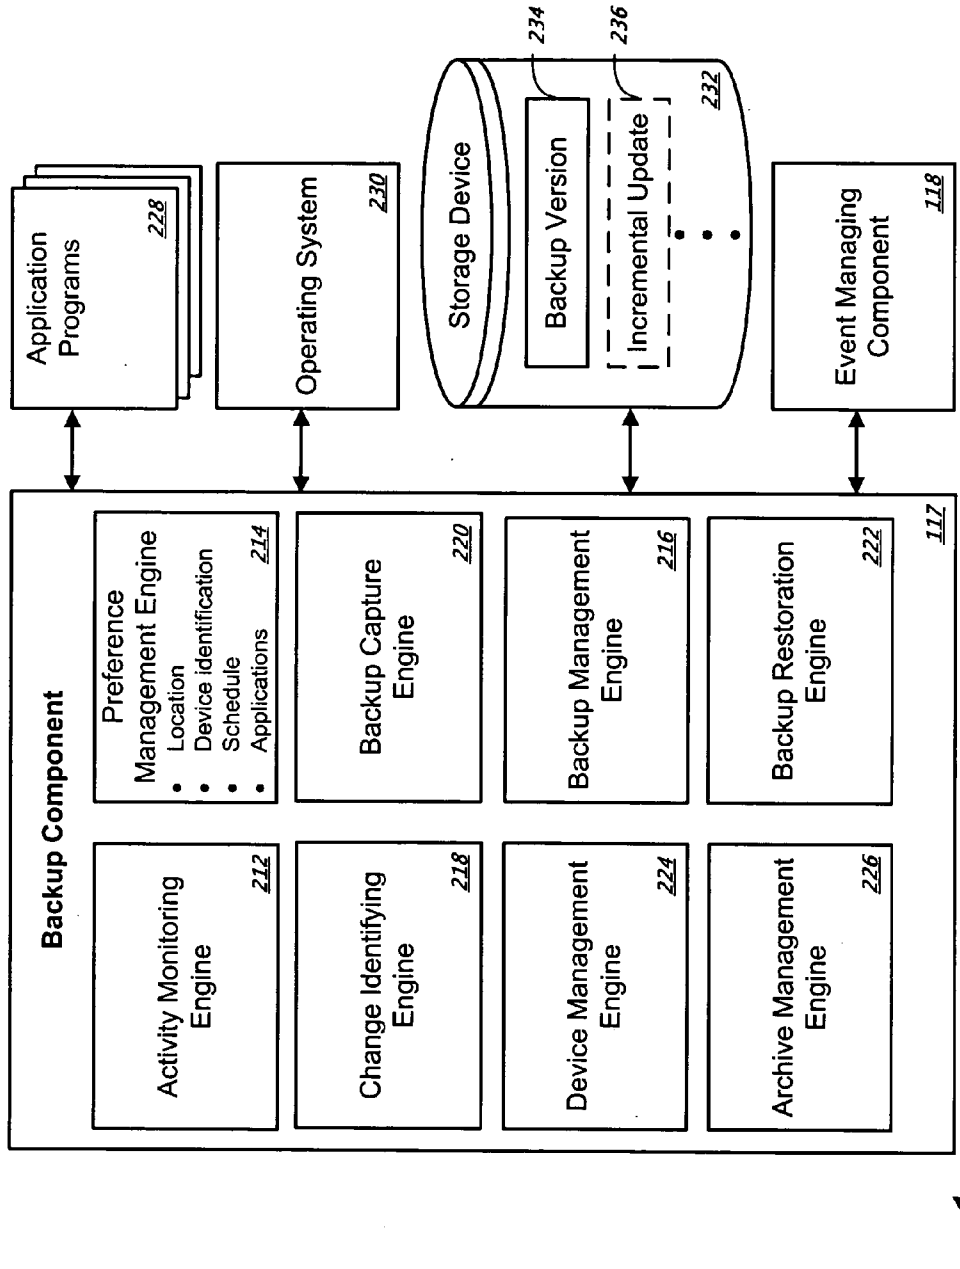 Backup Component
Activity Monitoring
Engine
212
Preference
Management Engine
• Location
• Device identification
• Schedule
• Applications
214
Change Identifying
Engine
218
Backup Capture
Engine
220
Device Management
Engine
224
Backup Management
Engine
216
Archive Management
Engine
226
Backup Restoration
Engine
222
117
Application
Programs
228
Operating System
230
Storage Device
Backup Version
234
Incremental Update
236
232
Event Managing
Component
118